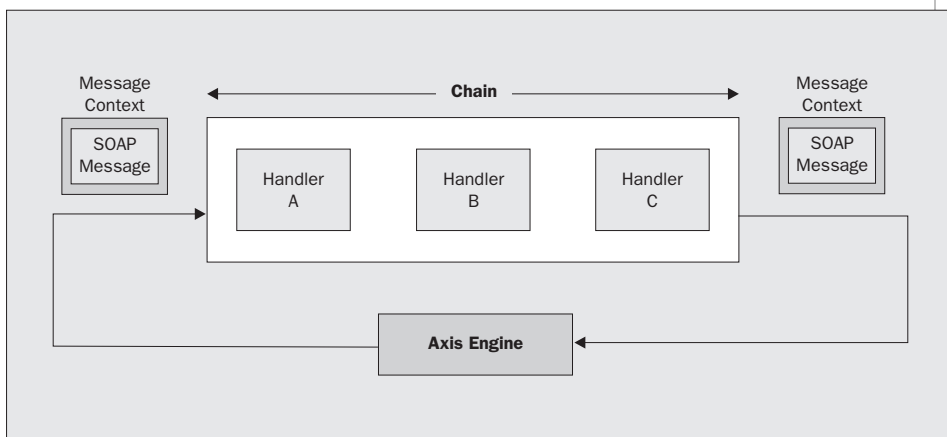 Message
Context
SOAP
Message
Chain
Handler
A
Handler
B
Handler
C
Message
Context
SOAP
Message
Axis Engine